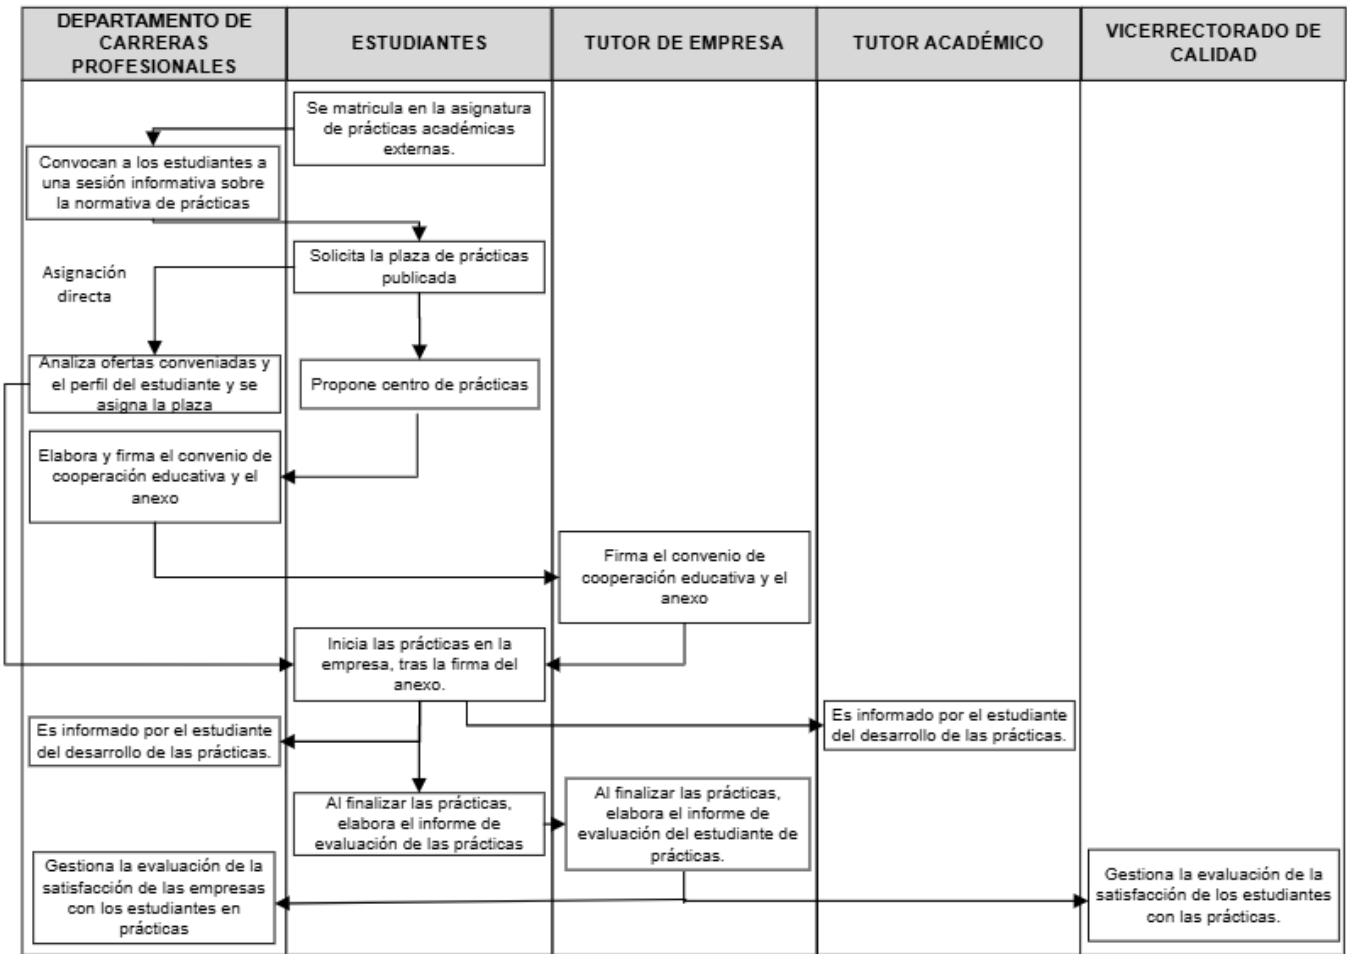 DEPARTAMENTO DE
CARRERAS
PROFESIONALES
ESTUDIANTES
TUTOR DE EMPRESA
TUTOR ACADÉMICO
VICERRECTORADO DE
CALIDAD
Se matricula en la asignatura
de prácticas académicas
externas.
Convocan a los estudiantes a
una sesión informativa sobre
la normativa de prácticas
Solicita la plaza de prácticas
publicada
Asignación
directa
Analiza ofertas conveniadas y
el perfil del estudiante y se
asigna la plaza
Propone centro de prácticas
Elabora y firma el convenio de
cooperación educativa y el
anexo
Firma el convenio de
cooperación educativa y el
anexo
Inicia las prácticas en la
empresa, tras la firma del
anexo.
Es informado por el estudiante
del desarrollo de las prácticas.
Es informado por el estudiante
del desarrollo de las prácticas.
Al finalizar las prácticas,
elabora el informe de
evaluación de las prácticas
Al finalizar las prácticas,
elabora el informe de
evaluación del estudiante de
prácticas.
Gestiona la evaluación de la
satisfacción de las empresas
con los estudiantes en
prácticas
Gestiona la evaluación de la
satisfacción de los estudiantes
con las prácticas.